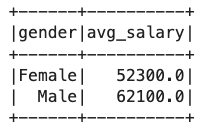 +------+----------+
|gender|avg_salary|
+------+----------+
|Female|   52300.0|
|  Male|   62100.0|
+------+----------+